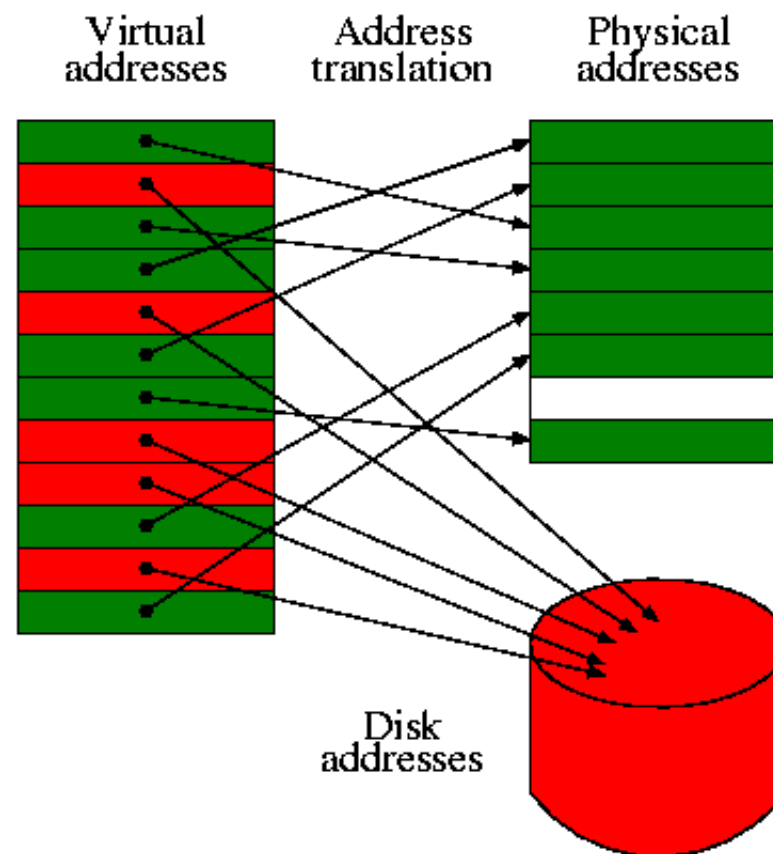 Virtual
addresses
Address
translation
Physical
addresses
Disk
addresses